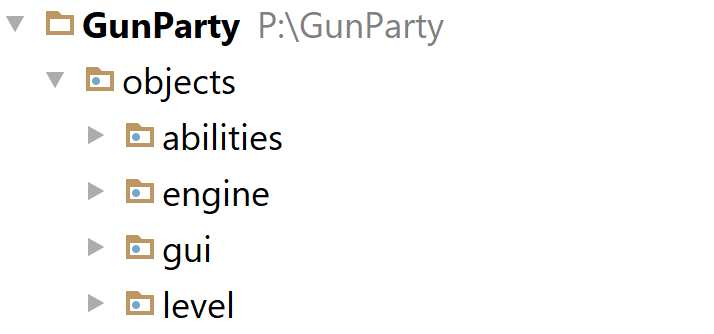 GunParty P:\GunParty
objects
abilities
engine
gui
level